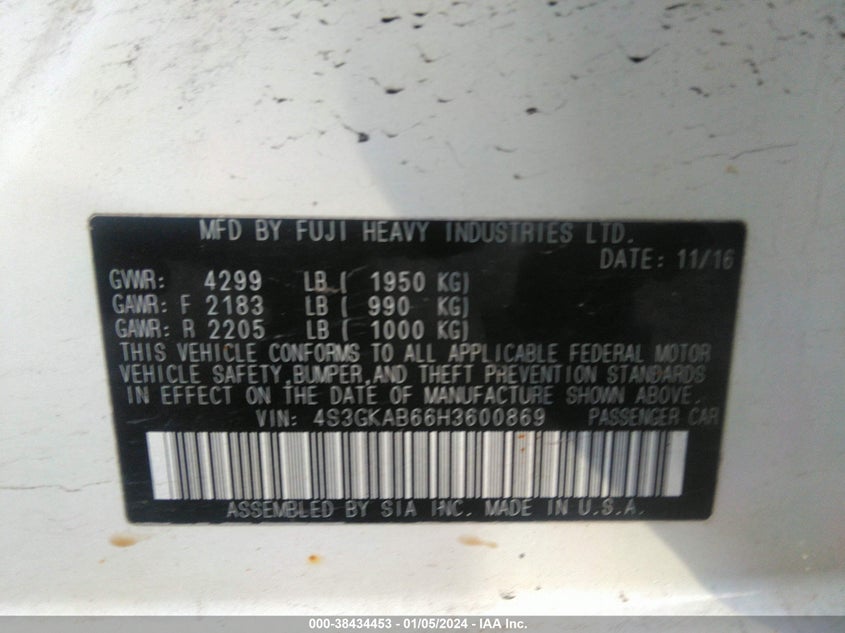 MFD BY FUJI HEAVY INDUSTRIES LTD.
DATE: 11/16
GVWR: 4299 LB ( 1950 KG)
GAWR: F 2183 LB ( 990 KG)
GAWR: R 2205 LB ( 1000 KG)
THIS VEHICLE CONFORMS TO ALL APPLICABLE FEDERAL MOTOR
VEHICLE SAFETY,BUMPER,AND THEFT PREVENTION STANDARDS
IN EFFECT ON THE DATE OF MANUFACTURE SHOWN ABOVE.
VIN: 4S3GKAB66H3600869 PASSENGER CAR
ASSEMBLED BY SIA INC. MADE IN U.S.A.
000-38434453 - 01/05/2024 - IAA Inc.